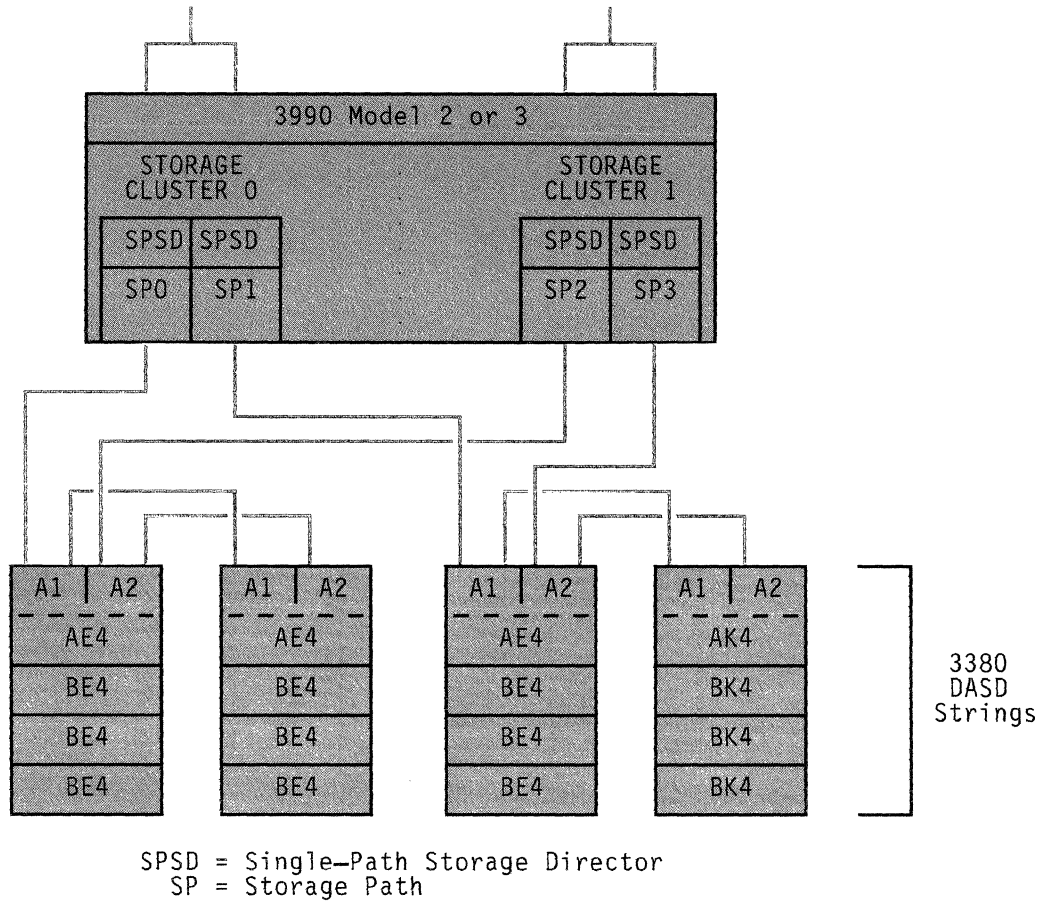 3990 Model 2 or 3
STORAGE CLUSTER 0
STORAGE CLUSTER 1
SPSD SPSD
SP0 SP1
SPSD SPSD
SP2 SP3
A1 A2
AE4
BE4
BE4
BE4
A1 A2
AE4
BE4
BE4
BE4
A1 A2
AE4
BE4
BE4
BE4
A1 A2
AK4
BK4
BK4
BK4
3380
DASD
Strings
SPSD = Single-Path Storage Director
SP = Storage Path